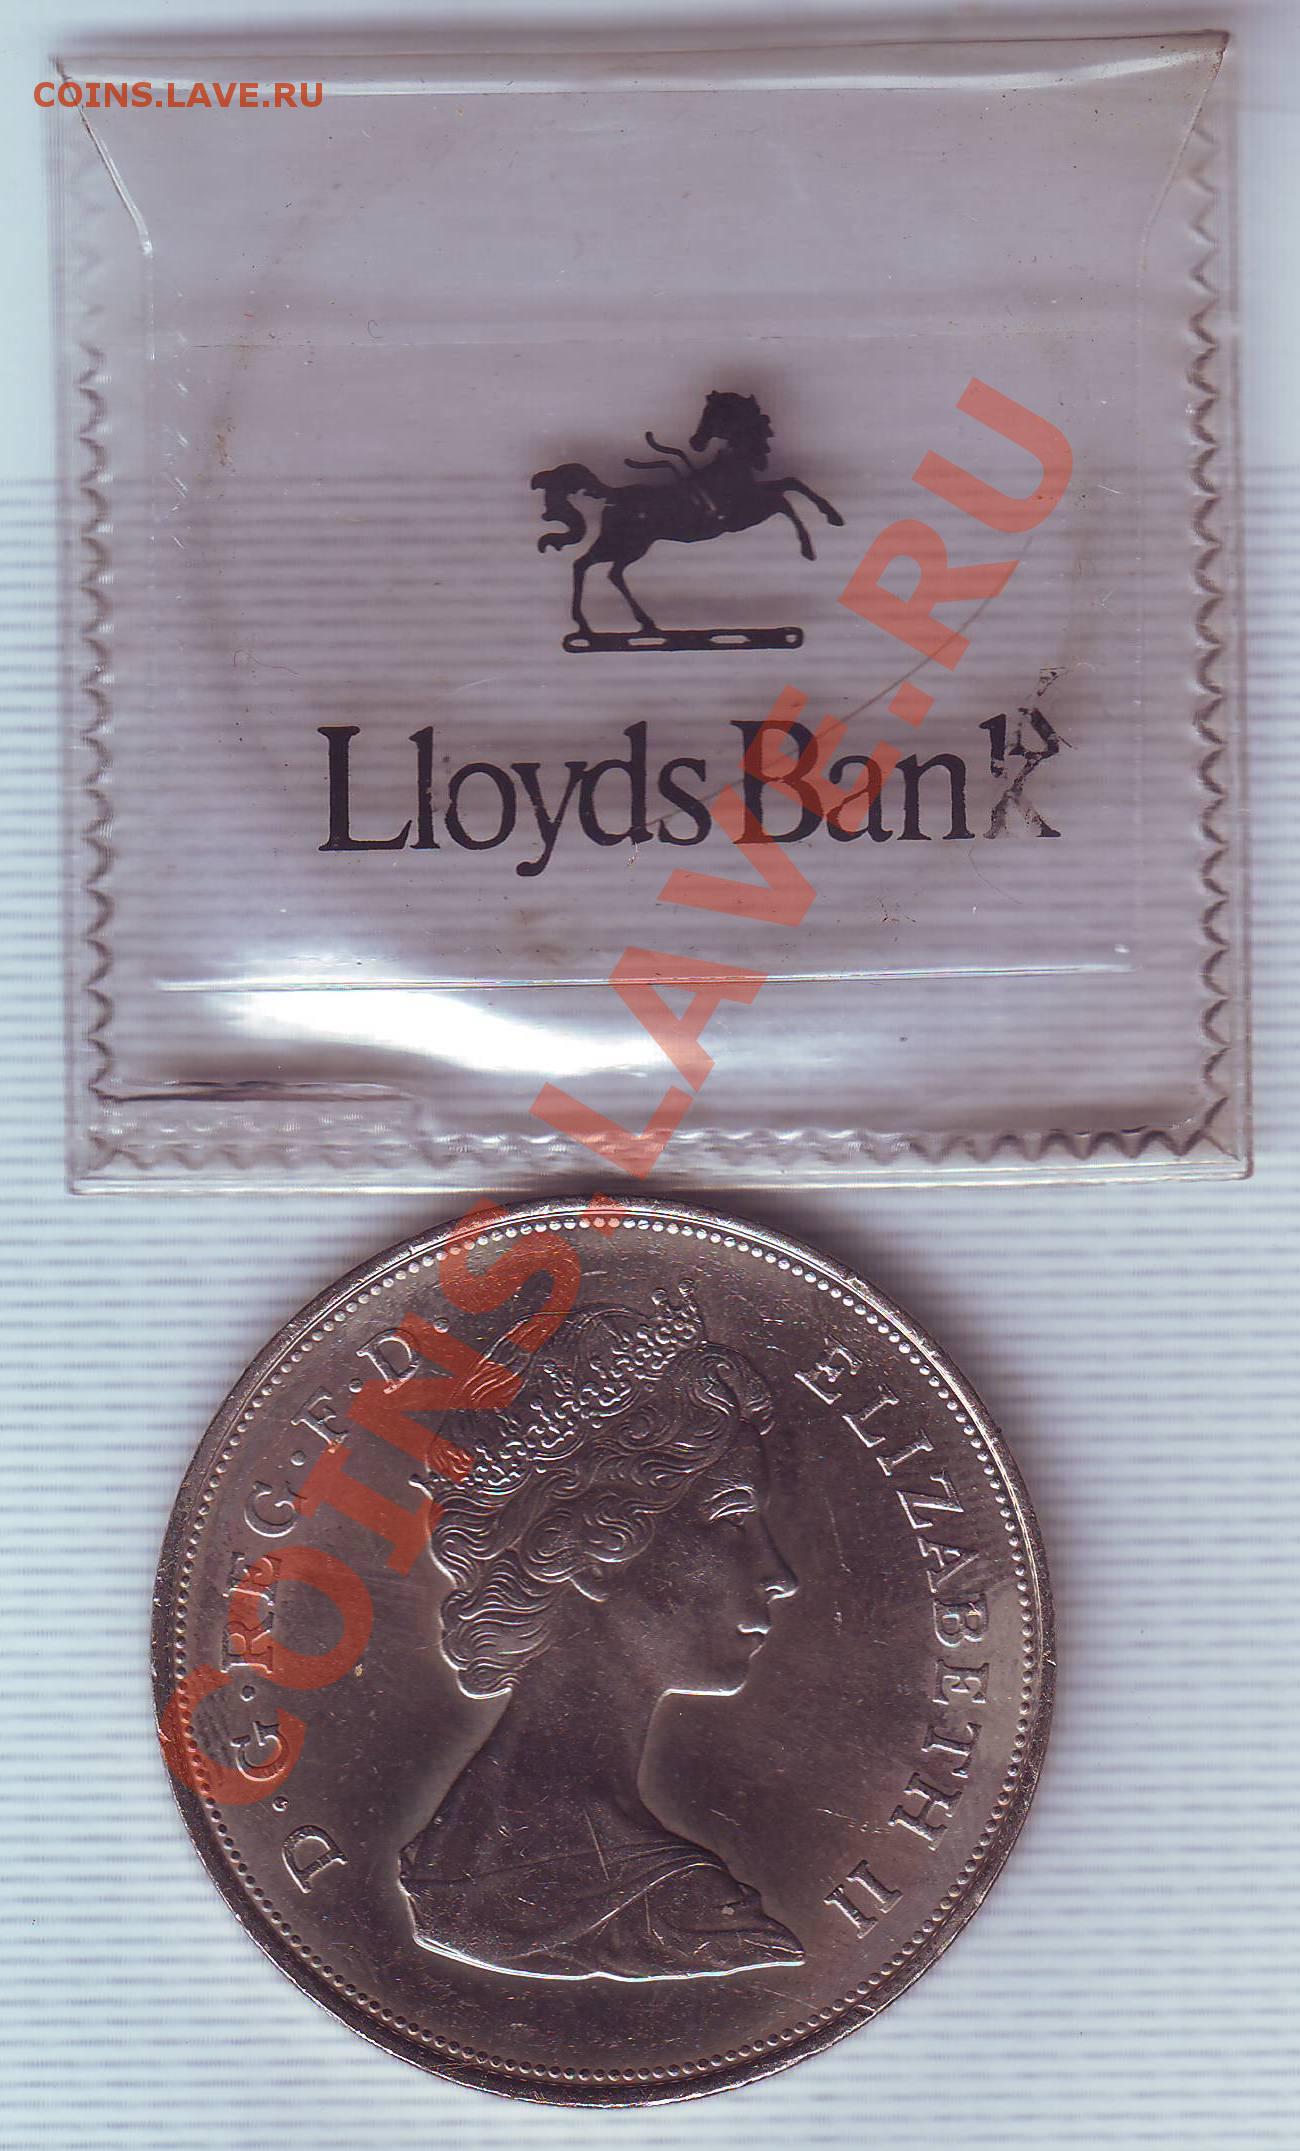 COINS.LAVE.RU
Lloyds Bank
COINS.LAVE.RU
D·G·REG·F·D· ELIZABETH II